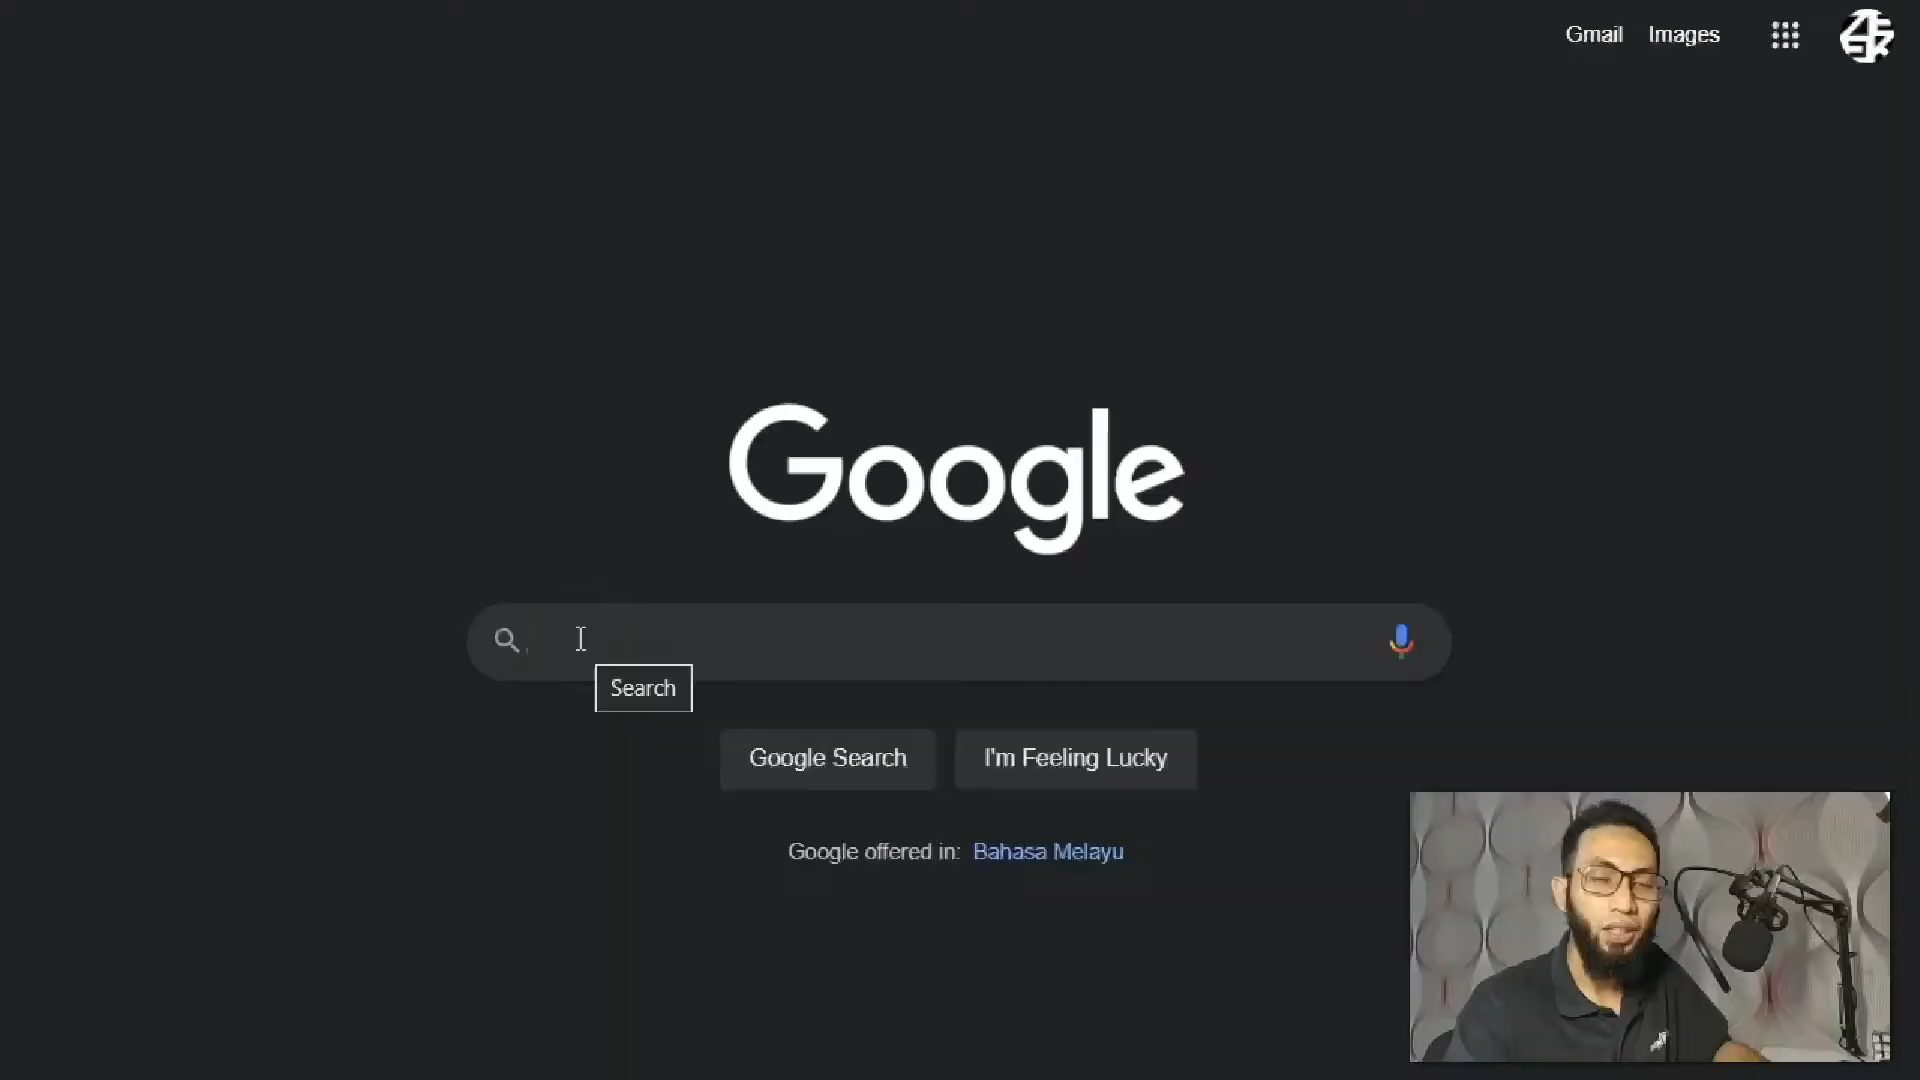 Gmail Images
Google
Search
Google Search I'm Feeling Lucky
Google offered in: Bahasa Melayu